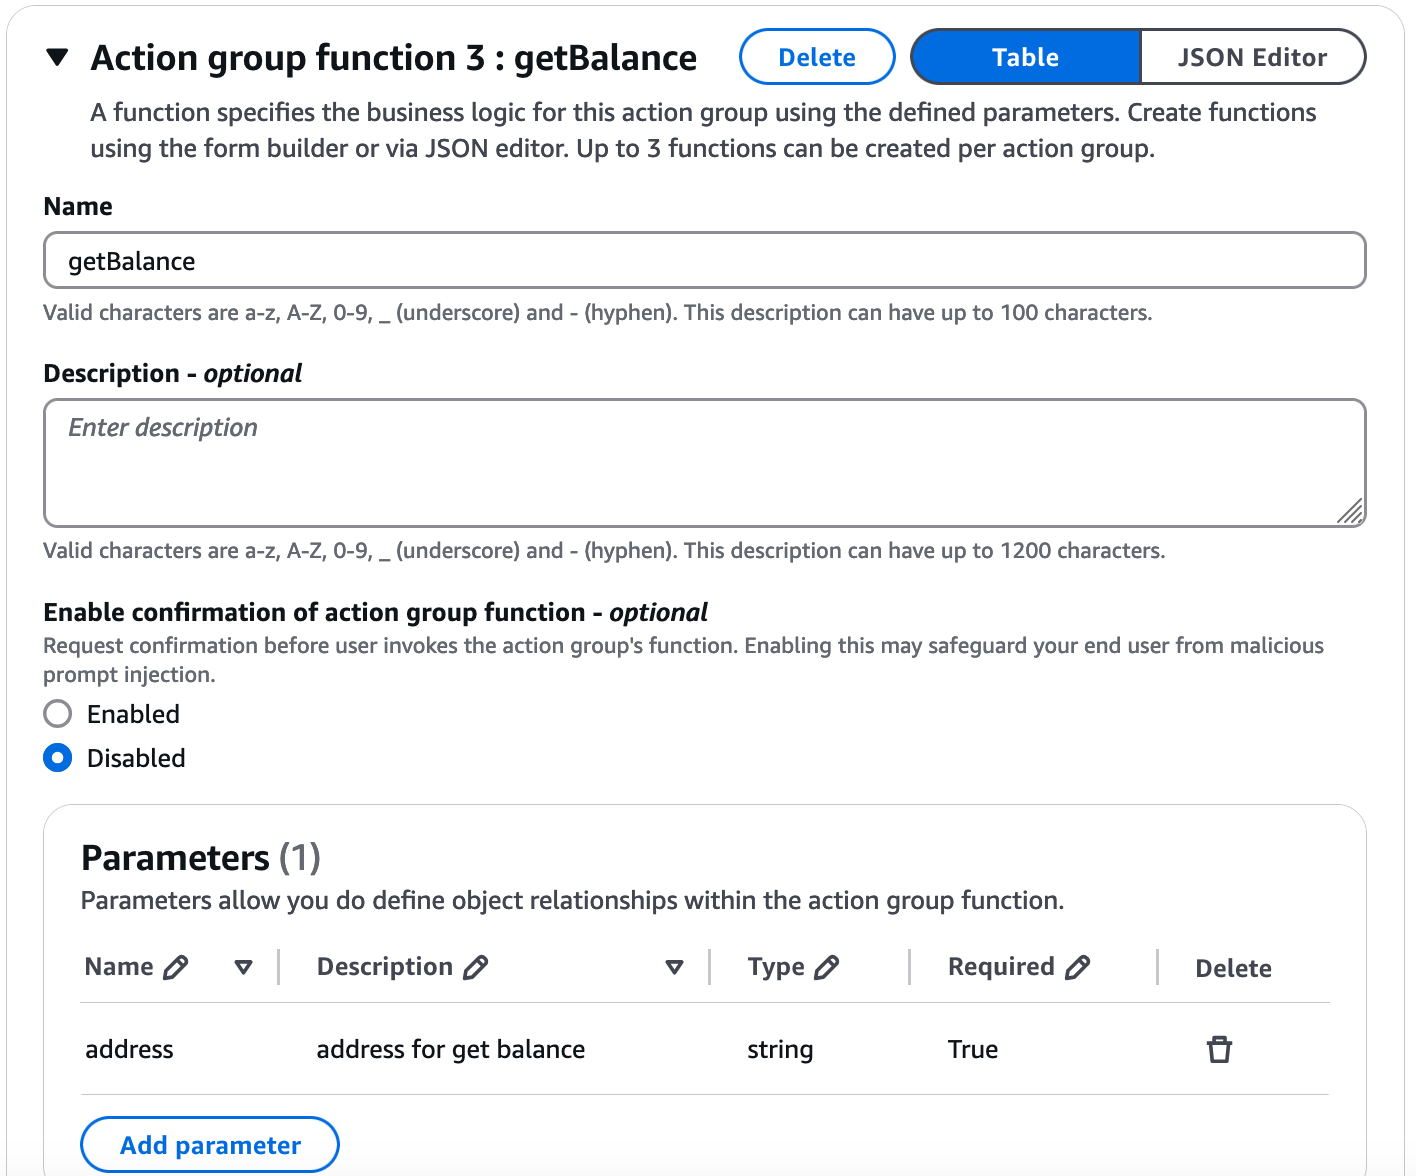 Action group function 3 : getBalance
Delete
Table
JSON Editor
A function specifies the business logic for this action group using the defined parameters. Create functions
using the form builder or via JSON editor. Up to 3 functions can be created per action group.
Name
getBalance
Valid characters are a-z, A-Z, 0-9, _ (underscore) and - (hyphen). This description can have up to 100 characters.
Description - optional
Enter description
Valid characters are a-z, A-Z, 0-9, _ (underscore) and - (hyphen). This description can have up to 1200 characters.
Enable confirmation of action group function - optional
Request confirmation before user invokes the action group's function. Enabling this may safeguard your end user from malicious
prompt injection.
Enabled
Disabled
Parameters (1)
Parameters allow you do define object relationships within the action group function.
Name Description Type Required Delete
address address for get balance string True
Add parameter